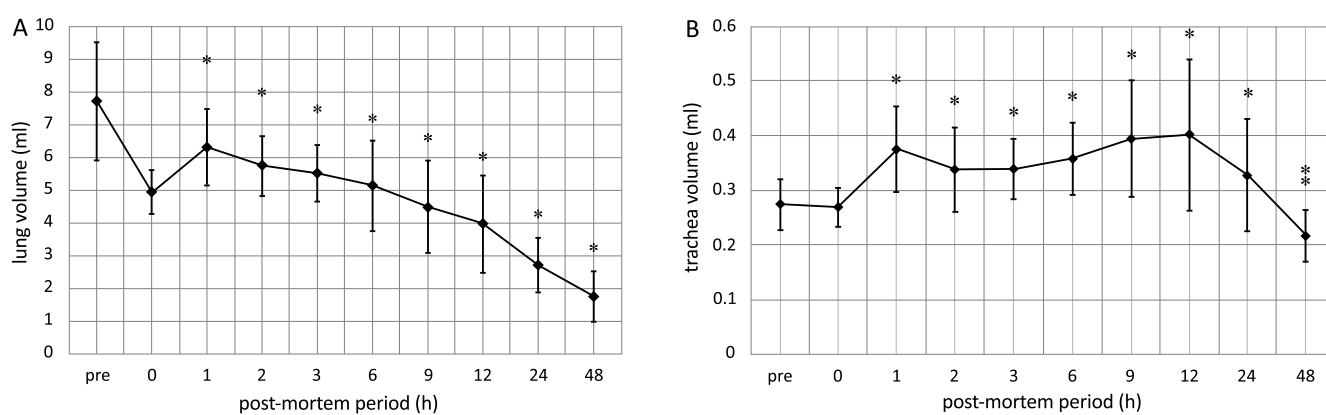 A
lung volume (ml)
10
9
8
7
6
5
4
3
2
1
0
* * * * * * * * *
pre 0 1 2 3 6 9 12 24 48
post-mortem period (h)
B
trachea volume (ml)
0.6
0.5
0.4
0.3
0.2
0.1
0
* * * * * * * * **
pre 0 1 2 3 6 9 12 24 48
post-mortem period (h)